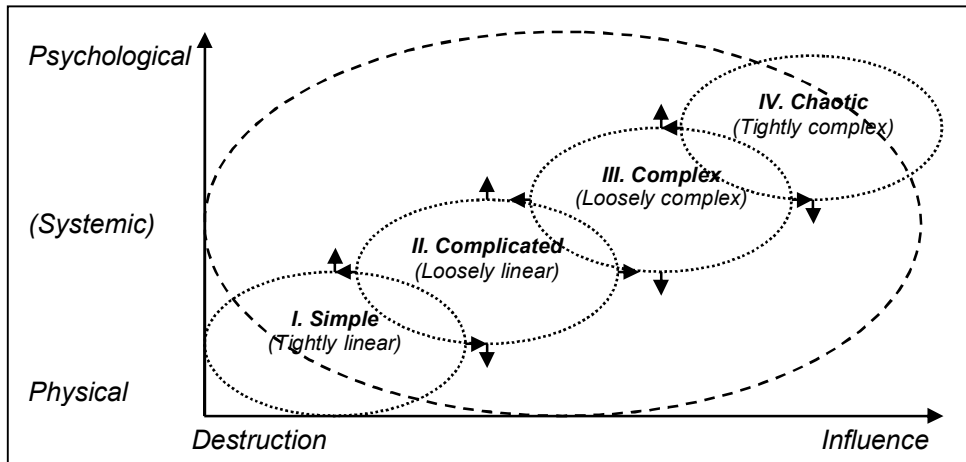 Psychological
IV. Chaotic
(Tightly complex)
III. Complex
(Loosely complex)
(Systemic)
II. Complicated
(Loosely linear)
I. Simple
(Tightly linear)
Physical
Destruction
Influence